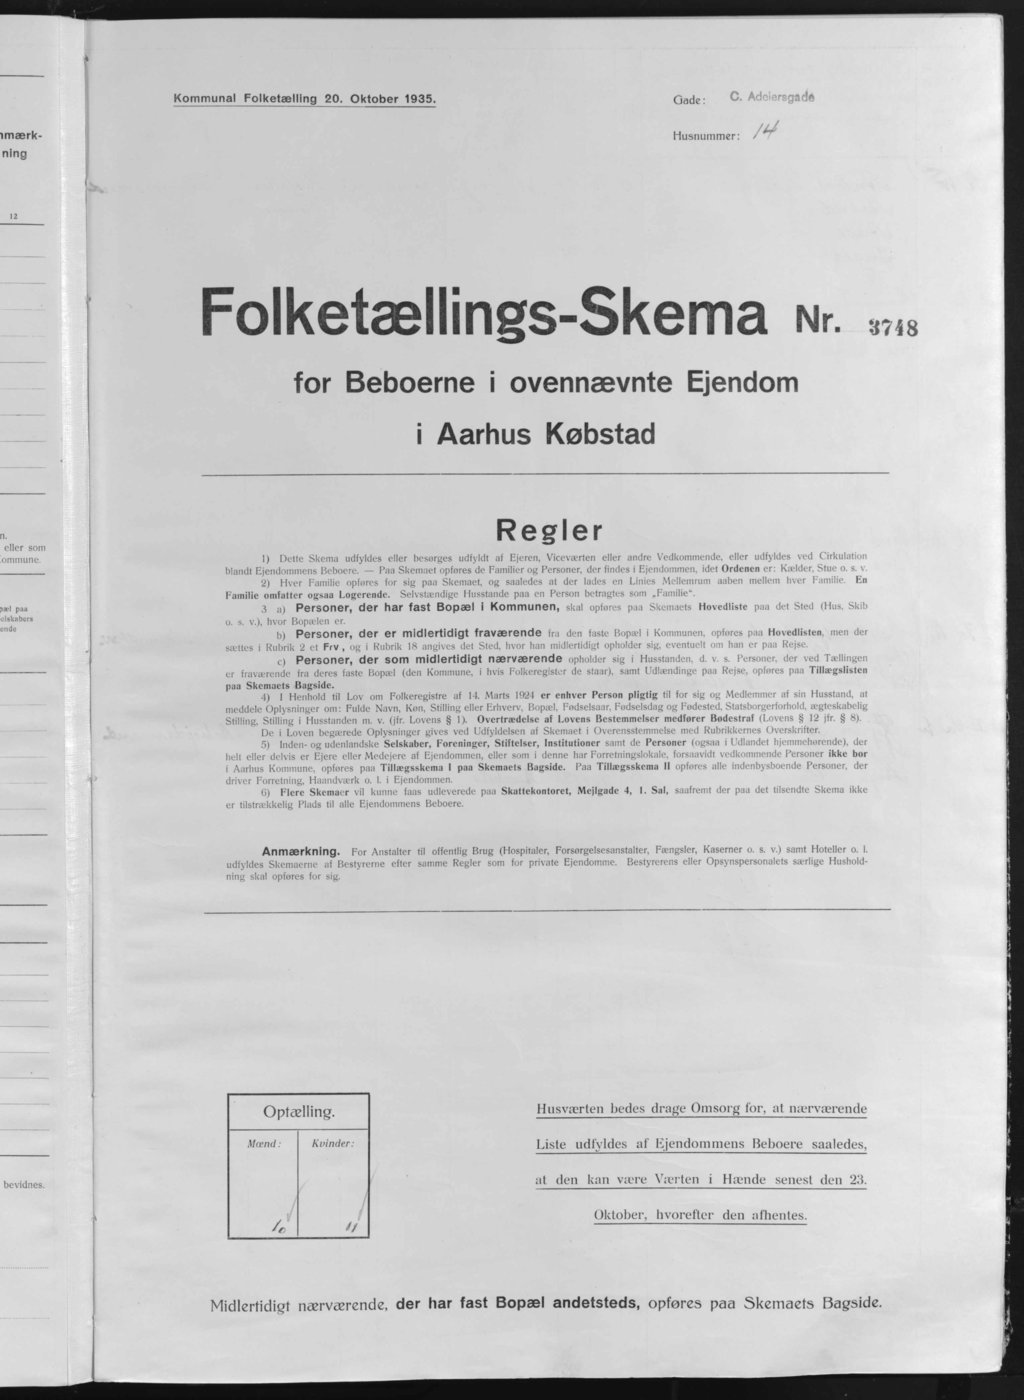 Kommunal Folketælling 20. Oktober 1935.
Gade: C. Adelersgade
Husnummer: 14
mærk-
ning
12
Folketællings-Skema Nr. 3748
for Beboerne i ovennævnte Ejendom
i Aarhus Købstad
Regler
1) Dette Skema udfyldes eller besørges udfyldt af Ejeren, Viceværten eller andre Vedkommende, eller udfyldes ved Cirkulation
blandt Ejendommens Beboere. — Paa Skemaet opføres de Familier og Personer, der findes i Ejendommen, idet Ordenen er: Kælder, Stue o. s. v.
2) Hver Familie opføres for sig paa Skemaet, og saaledes at der lades en Linies Mellemrum aaben mellem hver Familie. En
Familie omfatter ogsaa Logerende. Selvstændige Husstande paa en Person betragtes som „Familie“.
3 a) Personer, der har fast Bopæl i Kommunen, skal opføres paa Skemaets Hovedliste paa det Sted (Hus, Skib
o. s. v.), hvor Bopælen er.
b) Personer, der er midlertidigt fraværende fra den faste Bopæl i Kommunen, opføres paa Hovedlisten, men der
sættes i Rubrik 2 et Frv, og i Rubrik 18 angives det Sted, hvor han midlertidigt opholder sig, eventuelt om han er paa Rejse.
c) Personer, der som midlertidigt nærværende opholder sig i Husstanden, d. v. s. Personer, der ved Tællingen
er fraværende fra deres faste Bopæl (den Kommune, i hvis Folkeregister de staar), samt Udlændinge paa Rejse, opføres paa Tillægslisten
paa Skemaets Bagside.
4) I Henhold til Lov om Folkeregistre af 14. Marts 1924 er enhver Person pligtig til for sig og Medlemmer af sin Husstand, at
meddele Oplysninger om: Fulde Navn, Køn, Stilling eller Erhverv, Bopæl, Fødselsaar, Fødselsdag og Fødested, Statsborgerforhold, ægteskabelig
Stilling, Stilling i Husstanden m. v. (jfr. Lovens § 1). Overtrædelse af Lovens Bestemmelser medfører Bødestraf (Lovens § 12 jfr. § 8).
De i Loven begærede Oplysninger gives ved Udfyldelsen af Skemaet i Overensstemmelse med Rubrikkernes Overskrifter.
5) Inden- og udenlandske Selskaber, Foreninger, Stiftelser, Institutioner samt de Personer (ogsaa i Udlandet hjemmehørende), der
helt eller delvis er Ejere eller Medejere af Ejendommen, eller som i denne har Forretningslokale, forsaavidt vedkommende Personer ikke bor
i Aarhus Kommune, opføres paa Tillægsskema I paa Skemaets Bagside. Paa Tillægsskema II opføres alle indenbysboende Personer, der
driver Forretning, Haandværk o. l. i Ejendommen.
6) Flere Skemaer vil kunne faas udleverede paa Skattekontoret, Mejlgade 4, 1. Sal, saafremt der paa det tilsendte Skema ikke
er tilstrækkelig Plads til alle Ejendommens Beboere.
Anmærkning. For Anstalter til offentlig Brug (Hospitaler, Forsørgelsesanstalter, Fængsler, Kaserner o. s. v.) samt Hoteller o. l.
udfyldes Skemaerne af Bestyrerne efter samme Regler som for private Ejendomme. Bestyrerens eller Opsynspersonalets særlige Hushold-
ning skal opføres for sig.
n.
eller som
ommune.
pæl paa
elskabers
ende
bevidnes.
Optælling.
Mænd: Kvinder:
10 11
Husværten bedes drage Omsorg for, at nærværende
Liste udfyldes af Ejendommens Beboere saaledes,
at den kan være Værten i Hænde senest den 23.
Oktober, hvorefter den afhentes.
Midlertidigt nærværende, der har fast Bopæl andetsteds, opføres paa Skemaets Bagside.